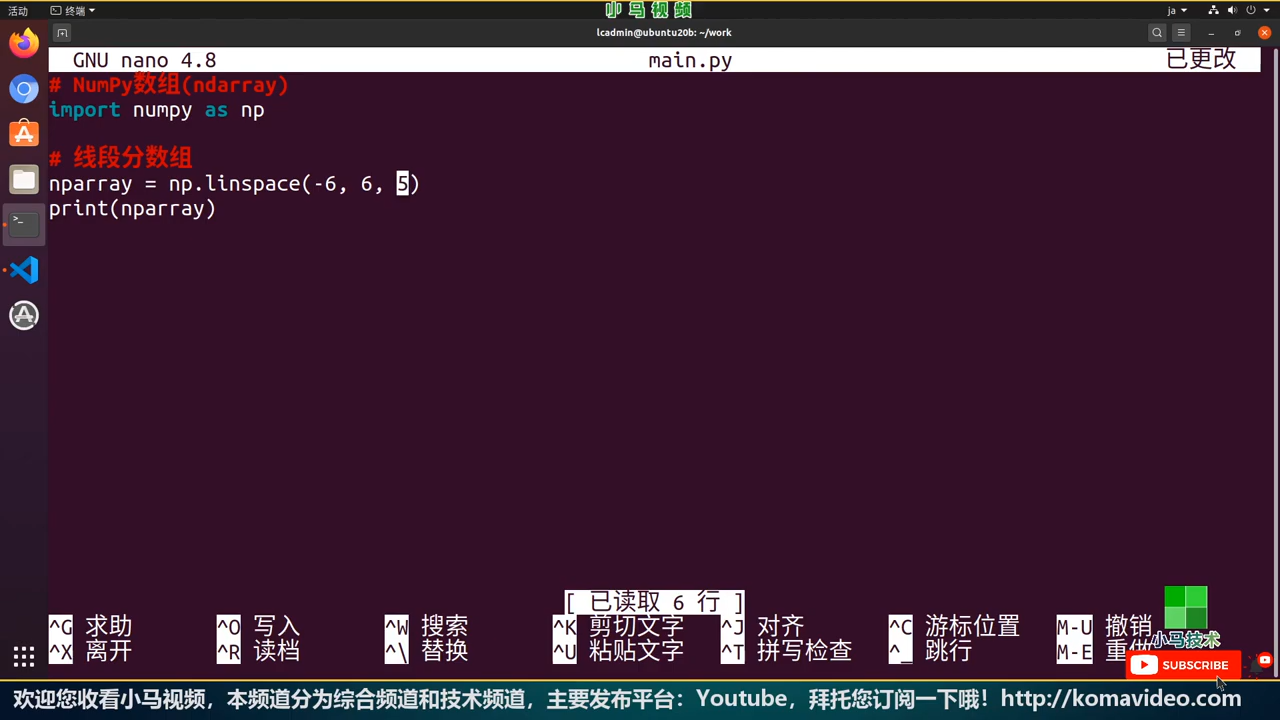 小马视频
活动 终端 ja
lcadmin@ubuntu20b: ~/work
GNU nano 4.8 main.py 已更改
# NumPy数组(ndarray)
import numpy as np
# 线段分数组
nparray = np.linspace(-6, 6, 5)
print(nparray)
[ 已读取 6 行 ]
^G 求助 ^O 写入 ^W 搜索 ^K 剪切文字 ^J 对齐 ^C 游标位置 M-U 撤销
^X 离开 ^R 读档 ^\ 替换 ^U 粘贴文字 ^T 拼写检查 ^_ 跳行 M-E 重做
小马技术
SUBSCRIBE
欢迎您收看小马视频，本频道分为综合频道和技术频道，主要发布平台：Youtube，拜托您订阅一下哦！http://komavideo.com